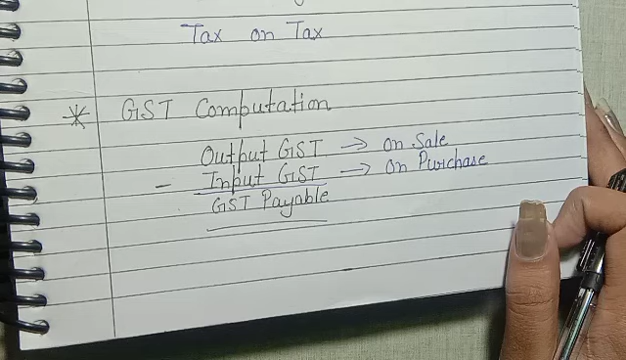 Tax on Tax
* GST Computation
Output GST → on Sale
- Input GST → on Purchase
GST Payable